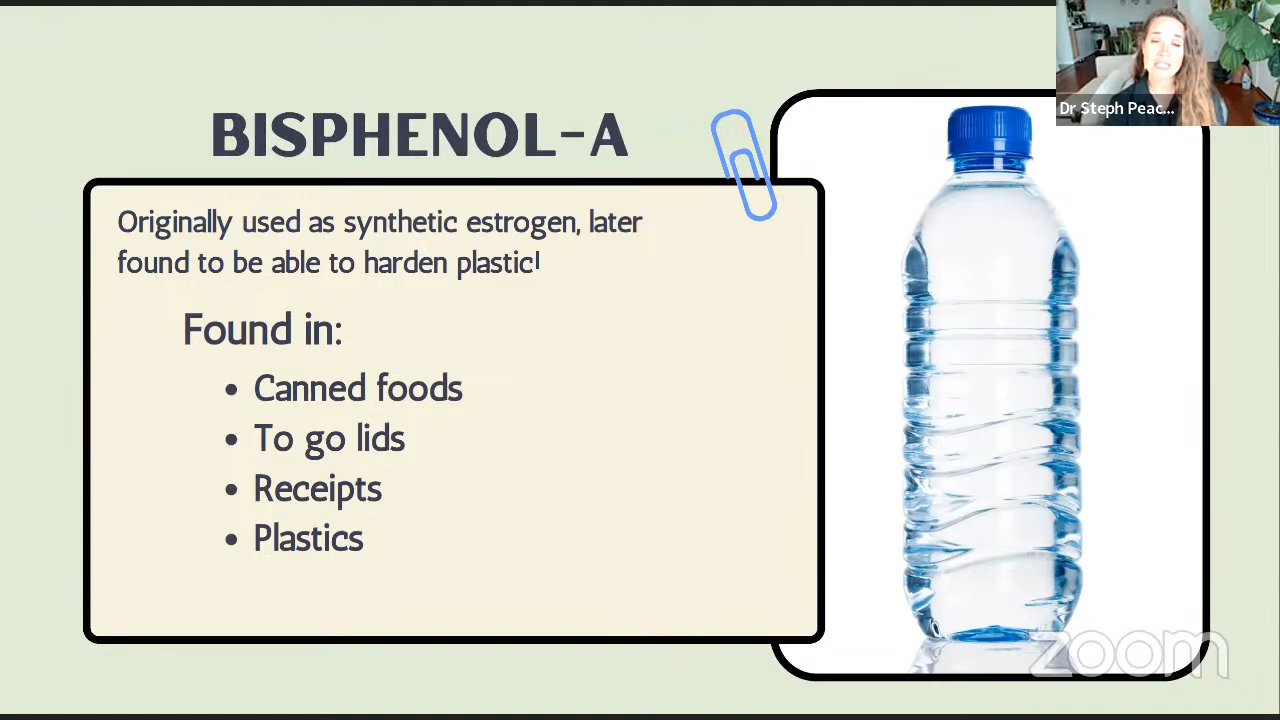 Dr Steph Peac...
BISPHENOL-A
Originally used as synthetic estrogen, later
found to be able to harden plastic!
Found in:
• Canned foods
• To go lids
• Receipts
• Plastics
zoom